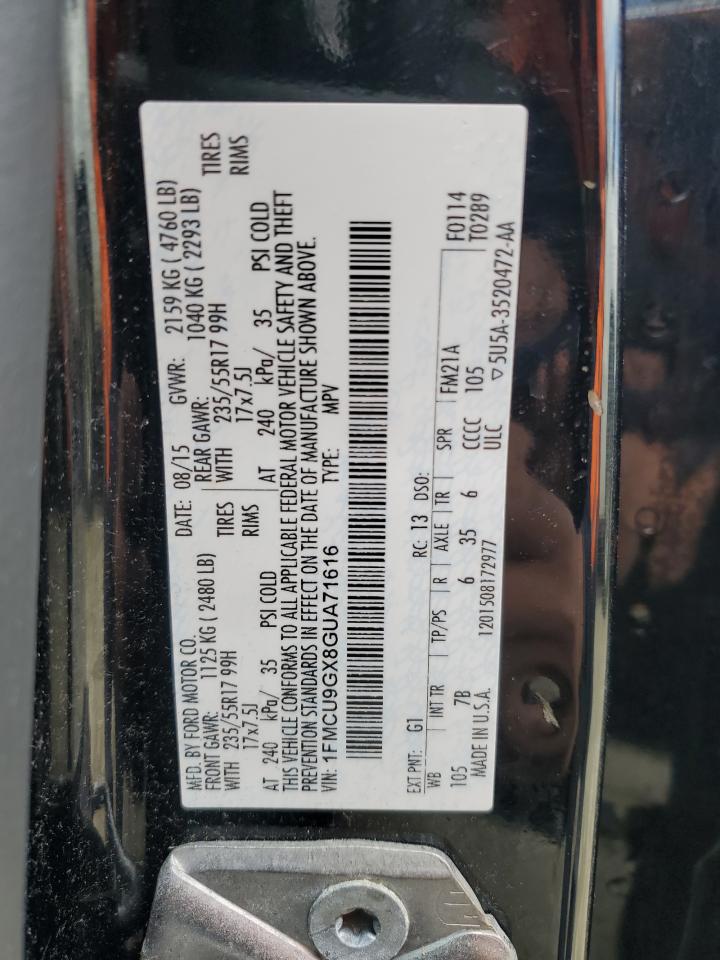 MFD. BY FORD MOTOR CO. DATE: 08/15 GVWR: 2159 KG ( 4760 LB)
FRONT GAWR: 1125 KG ( 2480 LB) REAR GAWR: 1040 KG ( 2293 LB)
WITH 235/55R17 99H TIRES WITH 235/55R17 99H TIRES
17x7.5J RIMS 17x7.5J RIMS
AT 240 kPa/ 35 PSI COLD AT 240 kPa/ 35 PSI COLD
THIS VEHICLE CONFORMS TO ALL APPLICABLE FEDERAL MOTOR VEHICLE SAFETY AND THEFT
PREVENTION STANDARDS IN EFFECT ON THE DATE OF MANUFACTURE SHOWN ABOVE.
VIN: 1FMCU9GX8GUA71616 TYPE: MPV
EXT PNT: G1 RC: 13 DSO: F0114
WB INT TR TP/PS R AXLE TR SPR FM21A T0289
105 7B 6 35 6 CCCC 105
MADE IN U.S.A. 1201508172977 ULC ▽5U5A-3520472-AA